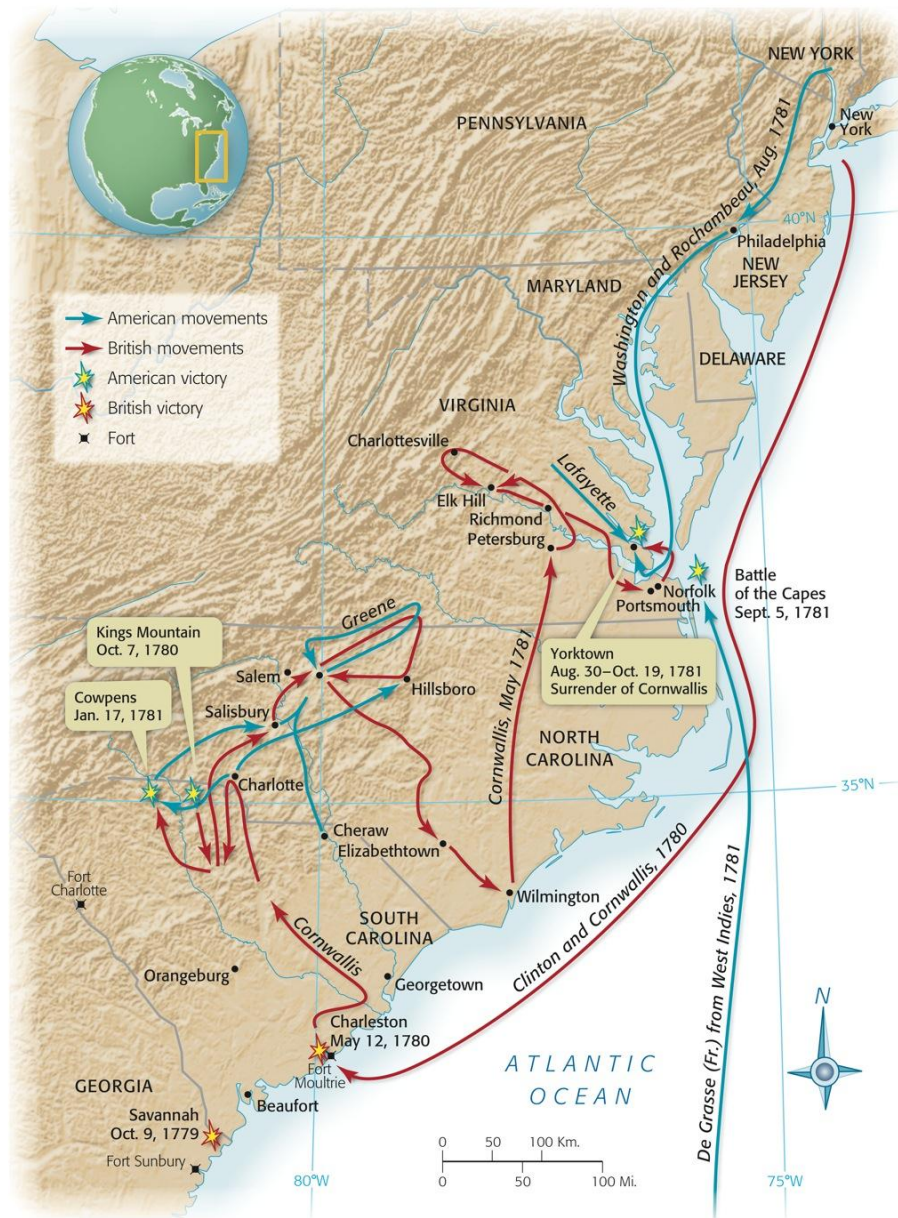 NEW YORK
New
York
PENNSYLVANIA
Washington and Rochambeau, Aug. 1781
40°N
Philadelphia
NEW
JERSEY
MARYLAND
DELAWARE
American movements
British movements
American victory
British victory
Fort
VIRGINIA
Charlottesville
Lafayette
Elk Hill
Richmond
Petersburg
Norfolk
Portsmouth
Battle
of the Capes
Sept. 5, 1781
Yorktown
Aug. 30–Oct. 19, 1781
Surrender of Cornwallis
Kings Mountain
Oct. 7, 1780
Cowpens
Jan. 17, 1781
Greene
Salem
Hillsboro
Salisbury
Cornwallis, May 1781
NORTH
CAROLINA
Charlotte
35°N
Cheraw
Elizabethtown
Wilmington
Fort
Charlotte
SOUTH
CAROLINA
Cornwallis
Clinton and Cornwallis, 1780
De Grasse (Fr.) from West Indies, 1781
Orangeburg
Georgetown
Charleston
May 12, 1780
Fort
Moultrie
ATLANTIC
OCEAN
N
GEORGIA
Beaufort
Savannah
Oct. 9, 1779
Fort Sunbury
0 50 100 Km.
0 50 100 Mi.
80°W
75°W